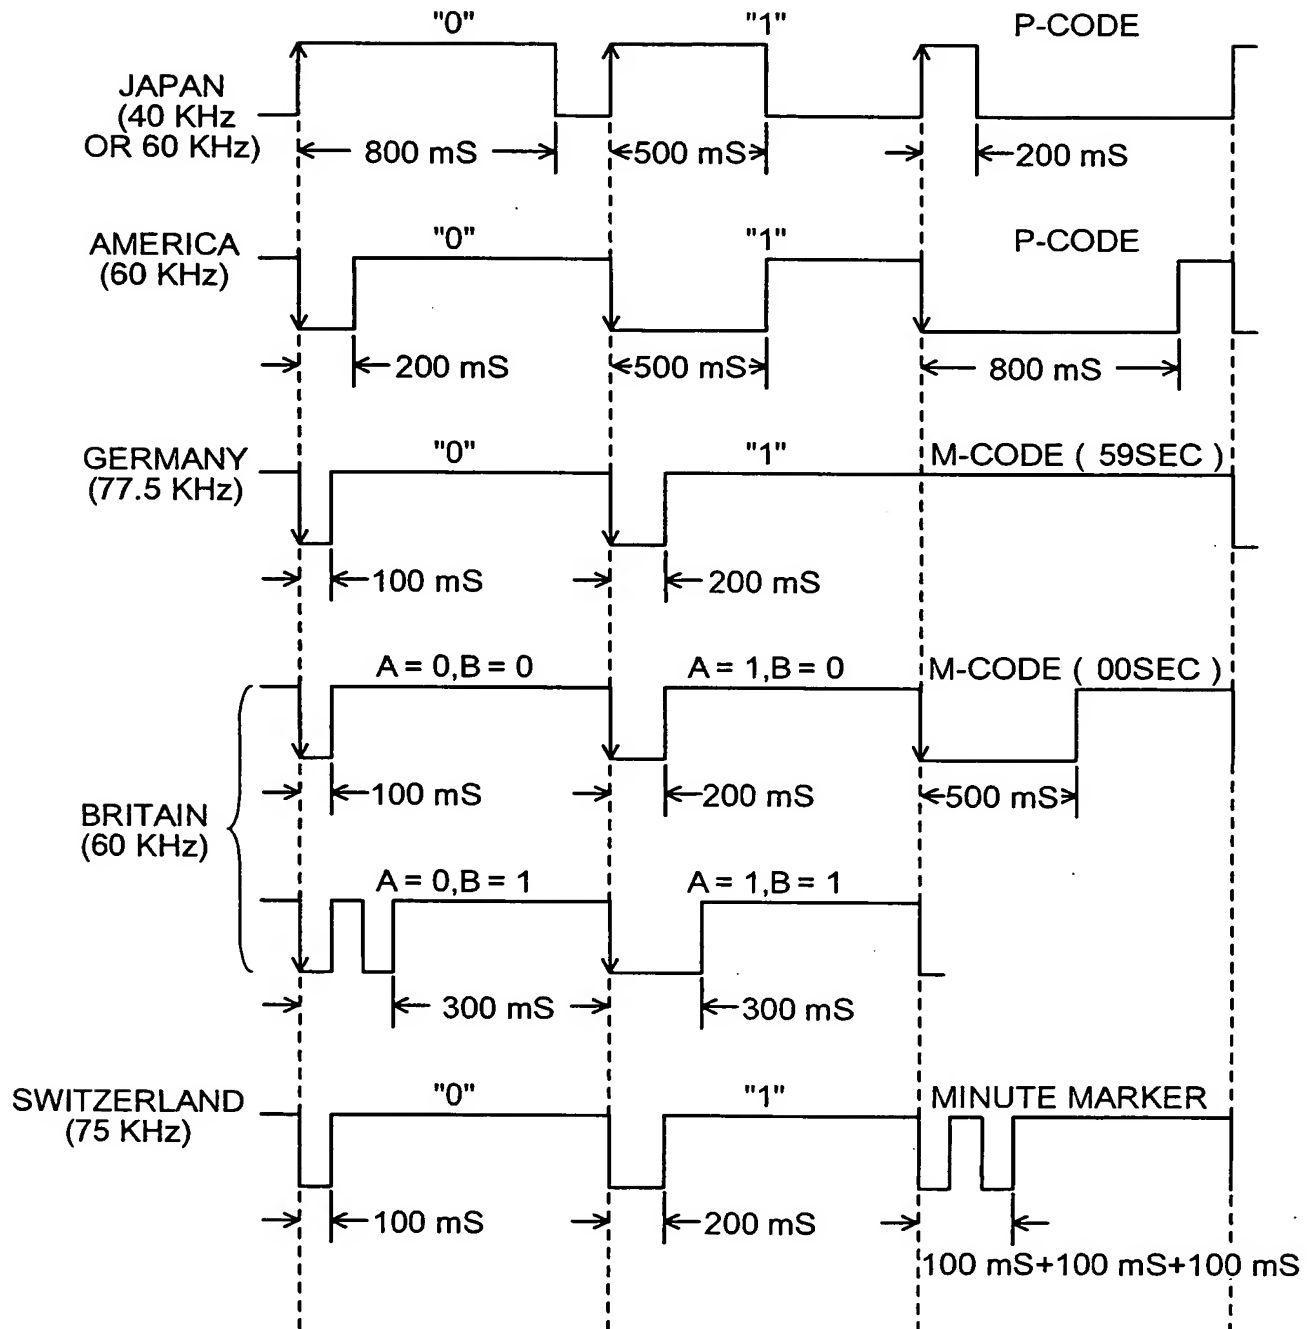 "0" "1" P-CODE
JAPAN
(40 KHz
OR 60 KHz)
800 mS 500 mS 200 mS
"0" "1" P-CODE
AMERICA
(60 KHz)
200 mS 500 mS 800 mS
"0" "1" M-CODE ( 59SEC )
GERMANY
(77.5 KHz)
100 mS 200 mS
A = 0,B = 0 A = 1,B = 0 M-CODE ( 00SEC )
100 mS 200 mS 500 mS
BRITAIN
(60 KHz)
A = 0,B = 1 A = 1,B = 1
300 mS 300 mS
"0" "1" MINUTE MARKER
SWITZERLAND
(75 KHz)
100 mS 200 mS
100 mS+100 mS+100 mS